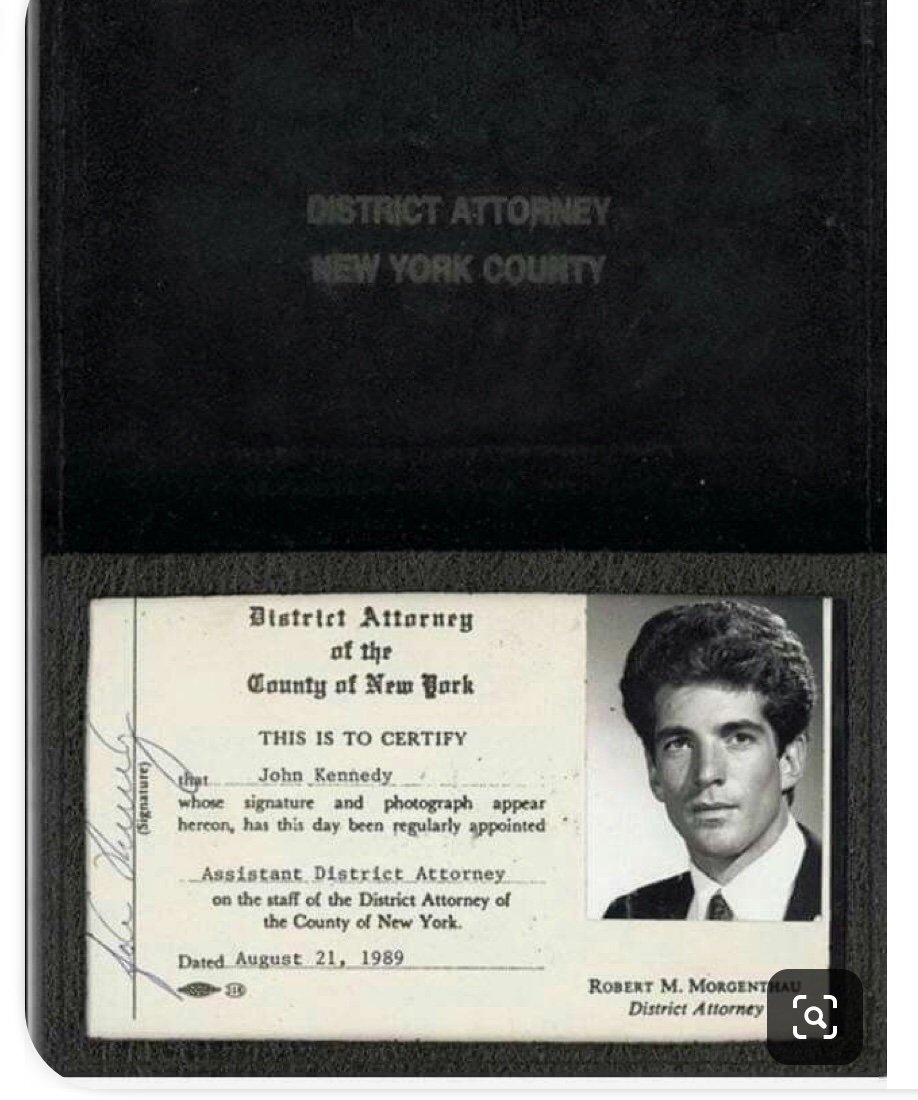 DISTRICT ATTORNEY
NEW YORK COUNTY
District Attorney
of the
County of New York
THIS IS TO CERTIFY
that John Kennedy
whose signature and photograph appear
hereon, has this day been regularly appointed
Assistant District Attorney
on the staff of the District Attorney of
the County of New York.
Dated August 21, 1989
(Signature)
John Kennedy
ROBERT M. MORGENTHAU
District Attorney